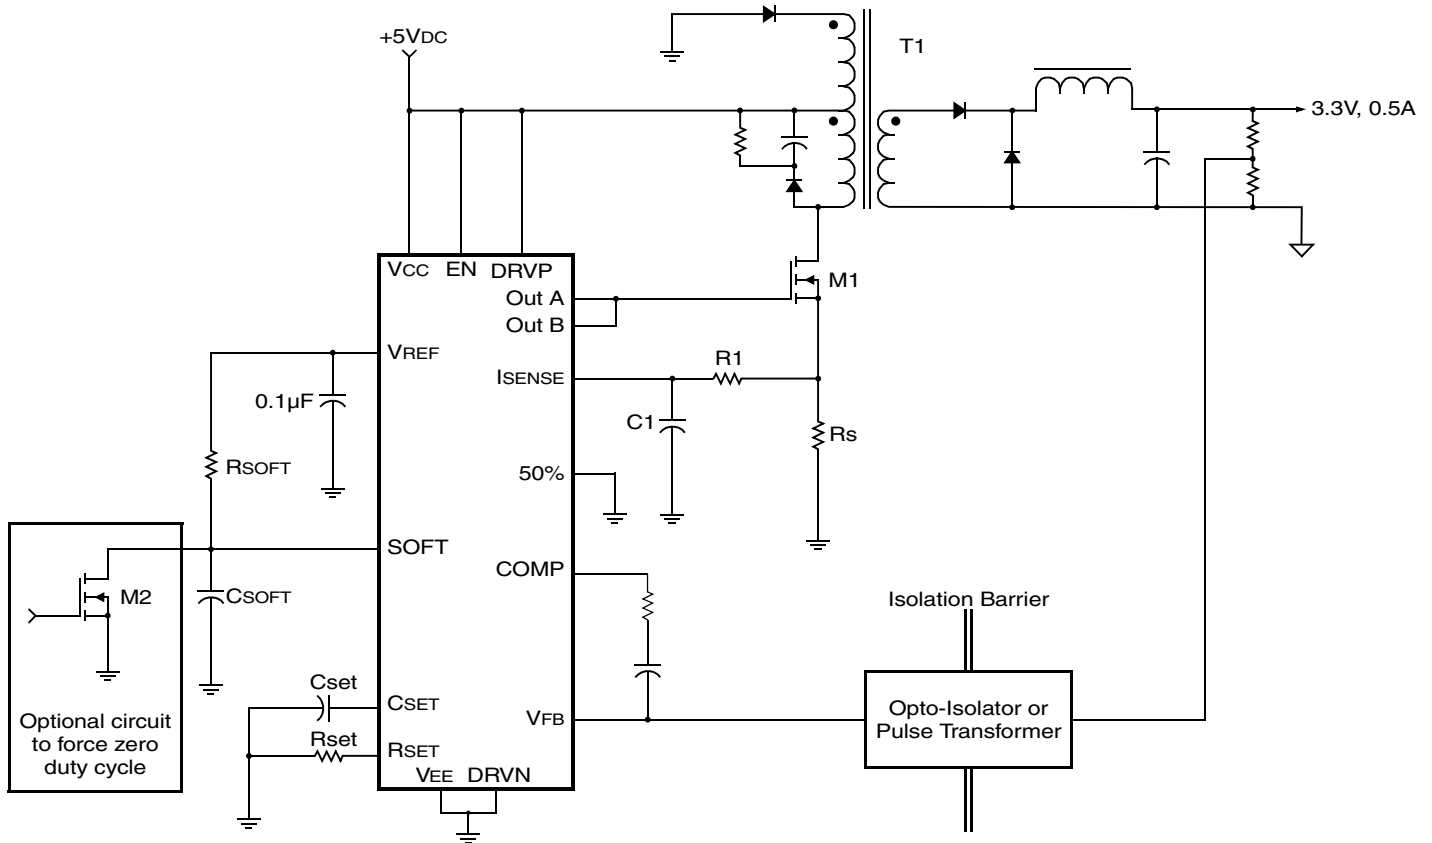 +5VDC
T1
3.3V, 0.5A
VCC EN DRVP
Out A
Out B
M1
VREF
ISENSE
R1
0.1µF
C1
Rs
RSOFT
50%
SOFT
COMP
M2
CSOFT
Isolation Barrier
Optional circuit
to force zero
duty cycle
Cset
CSET
VFB
Opto-Isolator or
Pulse Transformer
Rset
RSET
VEE DRVN